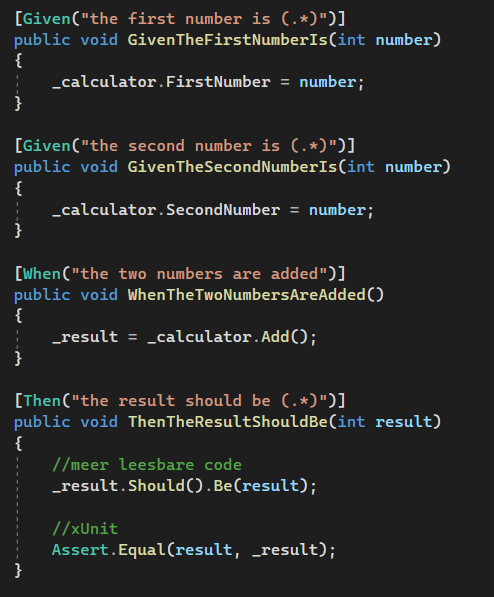 [Given("the first number is (.*)")]
public void GivenTheFirstNumberIs(int number)
{
    _calculator.FirstNumber = number;
}

[Given("the second number is (.*)")]
public void GivenTheSecondNumberIs(int number)
{
    _calculator.SecondNumber = number;
}

[When("the two numbers are added")]
public void WhenTheTwoNumbersAreAdded()
{
    _result = _calculator.Add();
}

[Then("the result should be (.*)")]
public void ThenTheResultShouldBe(int result)
{
    //meer leesbare code
    _result.Should().Be(result);

    //xUnit
    Assert.Equal(result, _result);
}